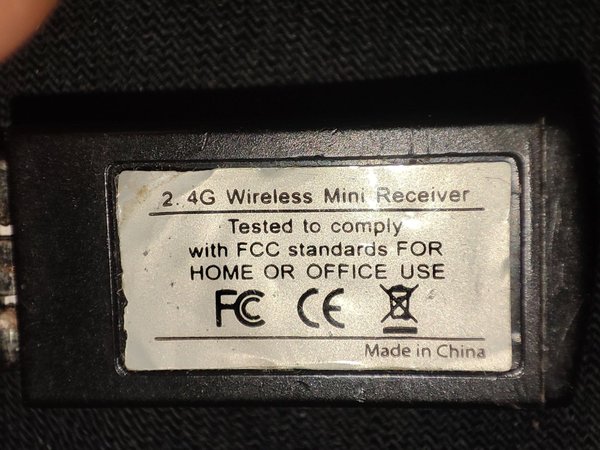 2.4G Wireless Mini Receiver
Tested to comply
with FCC standards FOR
HOME OR OFFICE USE
FC CE
Made in China